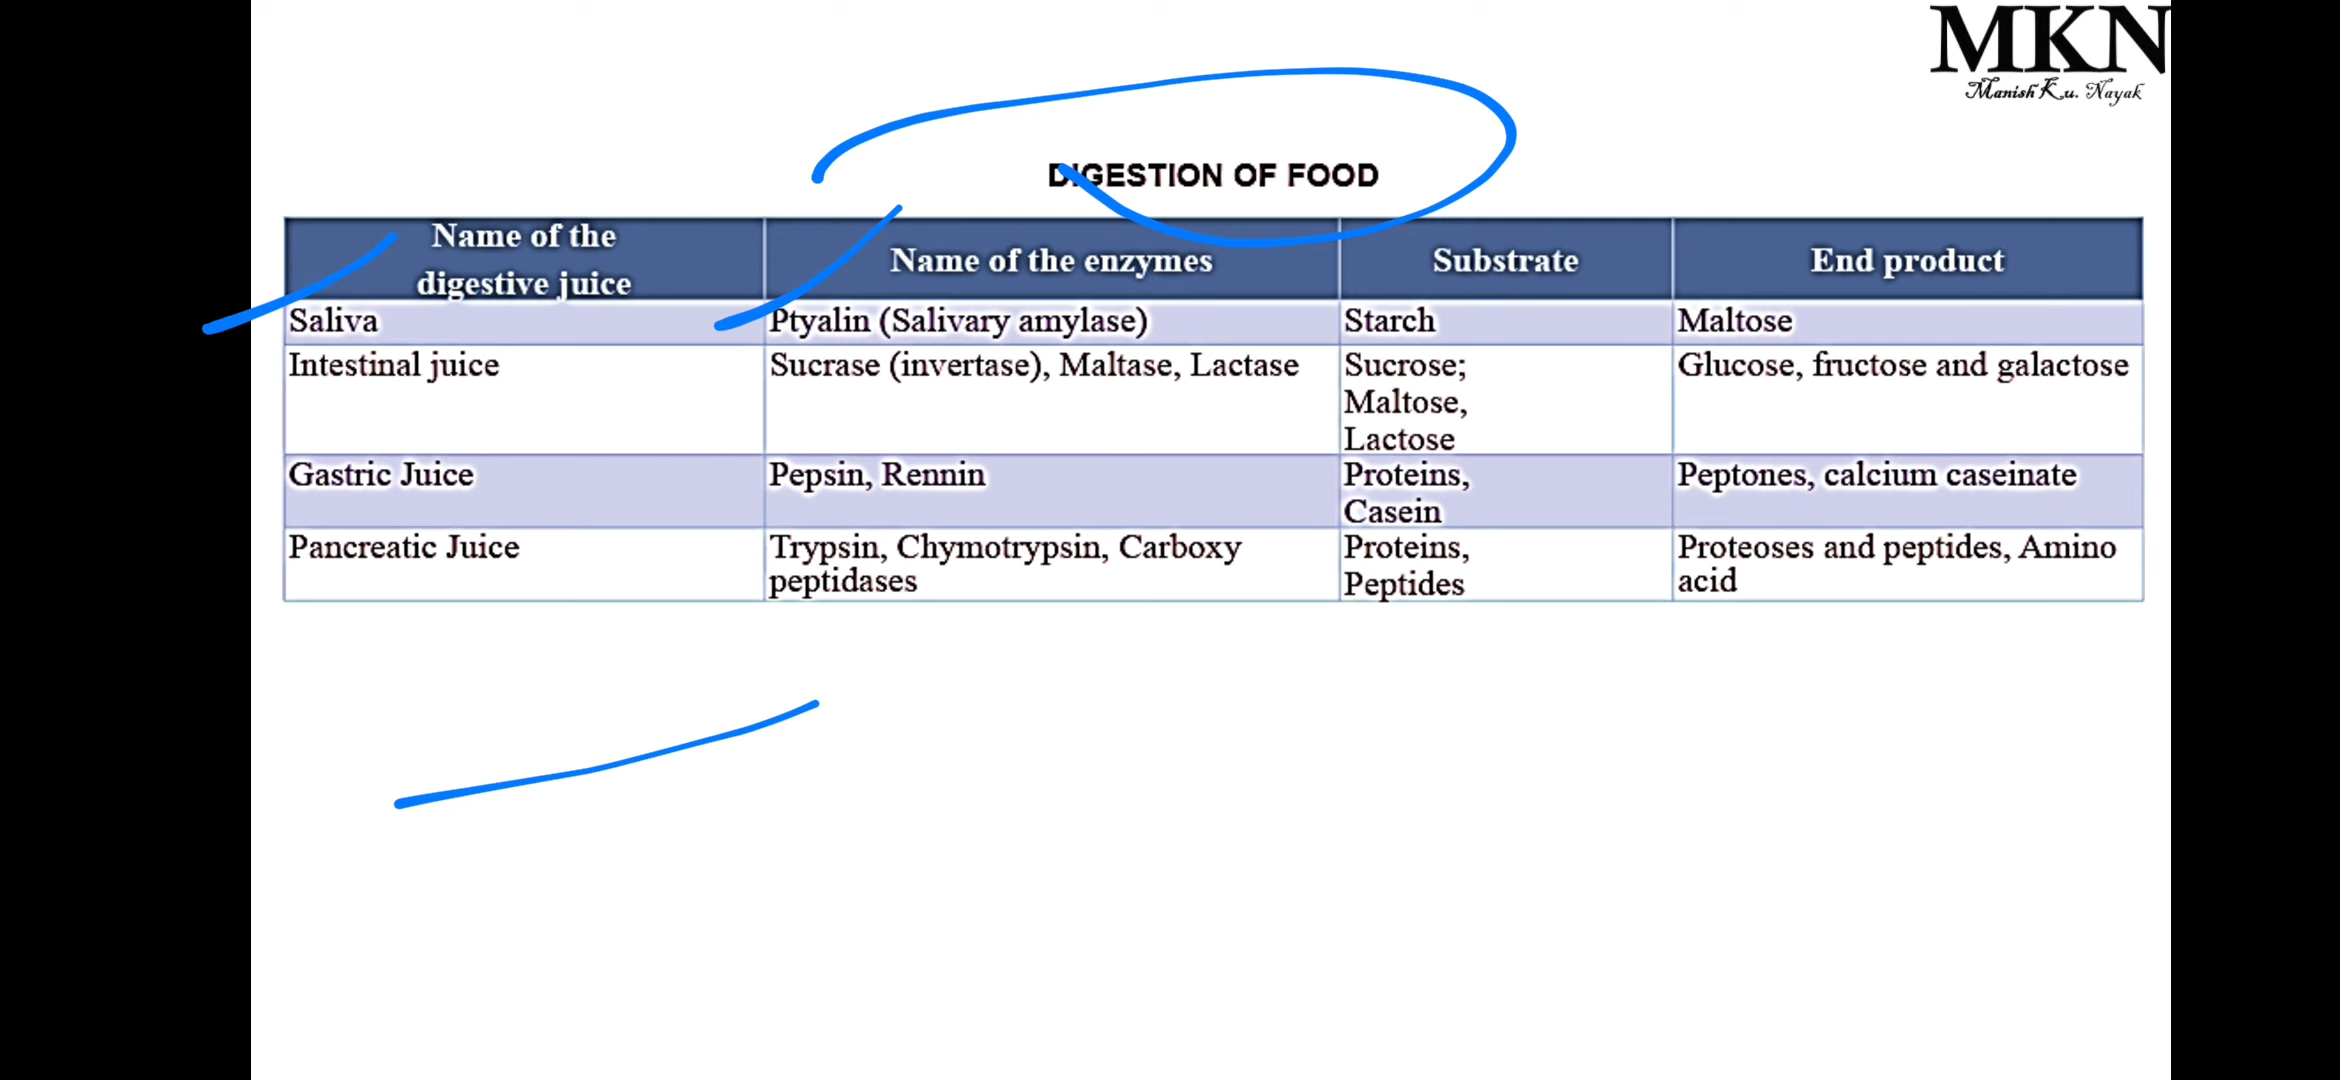 MKN
Manish Ku. Nayak
DIGESTION OF FOOD
Name of the
digestive juice
Name of the enzymes
Substrate
End product
Saliva
Ptyalin (Salivary amylase)
Starch
Maltose
Intestinal juice
Sucrase (invertase), Maltase, Lactase
Sucrose;
Maltose,
Lactose
Glucose, fructose and galactose
Gastric Juice
Pepsin, Rennin
Proteins,
Casein
Peptones, calcium caseinate
Pancreatic Juice
Trypsin, Chymotrypsin, Carboxy
peptidases
Proteins,
Peptides
Proteoses and peptides, Amino
acid